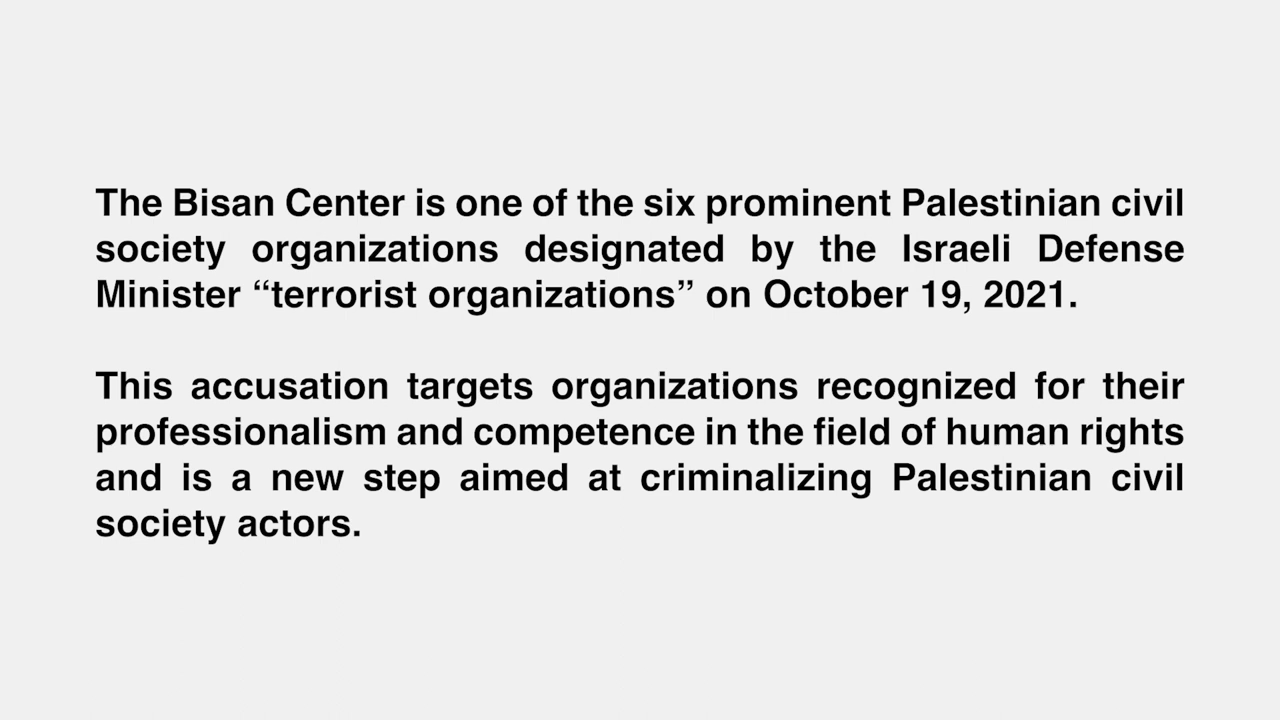 The Bisan Center is one of the six prominent Palestinian civil
society organizations designated by the Israeli Defense
Minister “terrorist organizations” on October 19, 2021.
This accusation targets organizations recognized for their
professionalism and competence in the field of human rights
and is a new step aimed at criminalizing Palestinian civil
society actors.